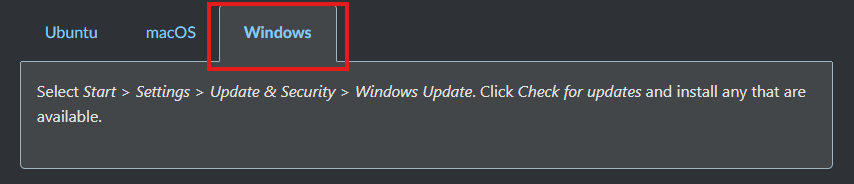 Ubuntu macOS Windows
Select Start > Settings > Update & Security > Windows Update. Click Check for updates and install any that are
available.